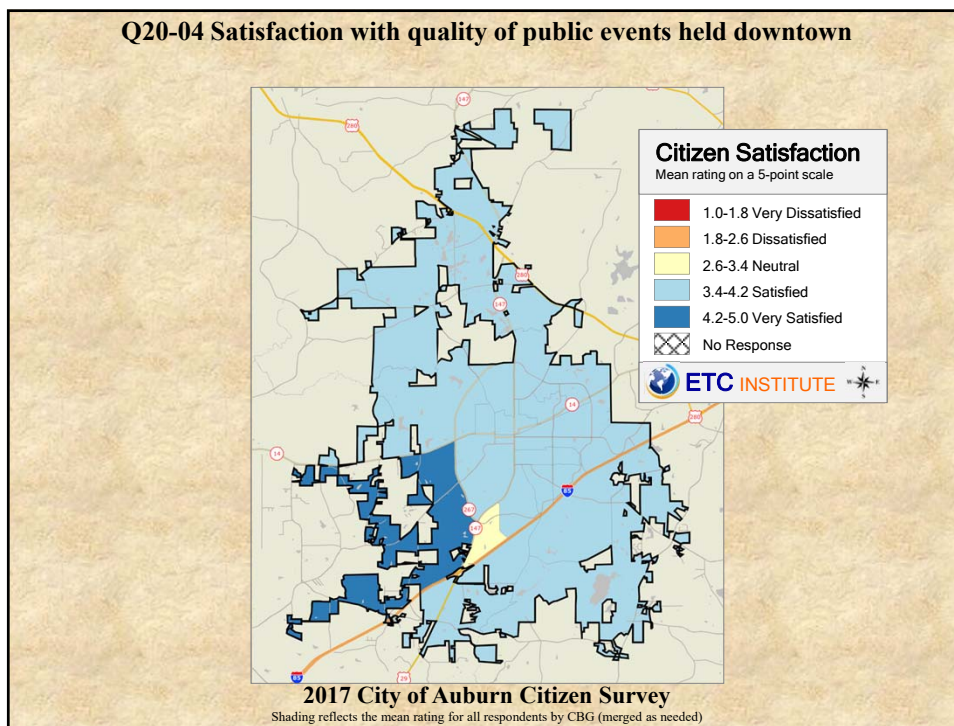 Q20-04 Satisfaction with quality of public events held downtown
147
280
Citizen Satisfaction
Mean rating on a 5-point scale
1.0-1.8 Very Dissatisfied
1.8-2.6 Dissatisfied
2.6-3.4 Neutral
3.4-4.2 Satisfied
4.2-5.0 Very Satisfied
No Response
ETC INSTITUTE
N
W E
S
280
147
14
280
14
85
267
147
85
29
2017 City of Auburn Citizen Survey
Shading reflects the mean rating for all respondents by CBG (merged as needed)